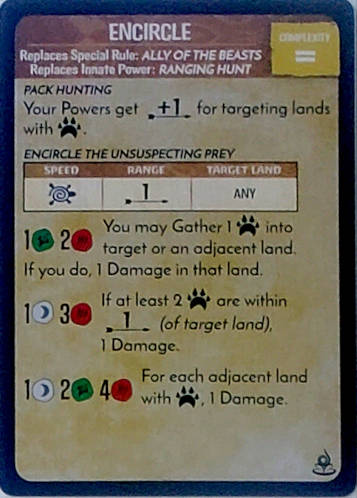 ENCIRCLE
COMPLEXITY
=
Replaces Special Rule: ALLY OF THE BEASTS
Replaces Innate Power: RANGING HUNT
PACK HUNTING
Your Powers get +1 for targeting lands
with .
ENCIRCLE THE UNSUSPECTING PREY
SPEED RANGE TARGET LAND
1 ANY
1 2 You may Gather 1 into
target or an adjacent land.
If you do, 1 Damage in that land.
1 3 If at least 2 are within
1 (of target land),
1 Damage.
1 2 4 For each adjacent land
with , 1 Damage.